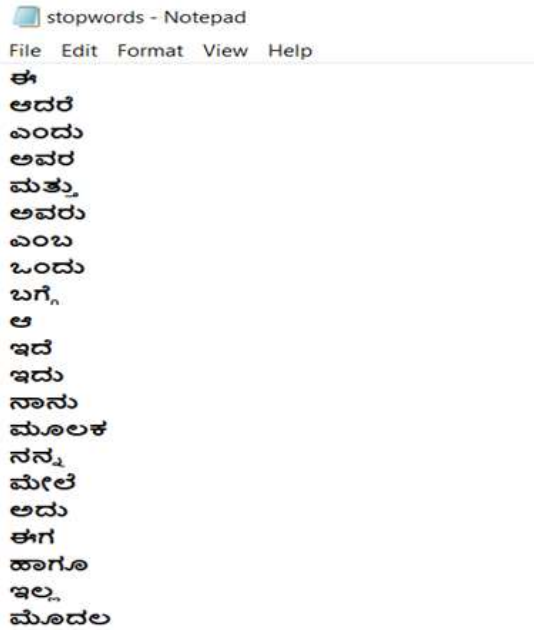 stopwords - Notepad
File Edit Format View Help
ಈ
ಆದರೆ
ಎಂದು
ಅವರ
ಮತ್ತು
ಅವರು
ಎಂಬ
ಒಂದು
ಬಗ್ಗೆ
ಆ
ಇದೆ
ಇದು
ನಾನು
ಮೂಲಕ
ನನ್ನ
ಮೇಲೆ
ಅದು
ಈಗ
ಹಾಗೂ
ಇಲ್ಲ
ಮೊದಲ